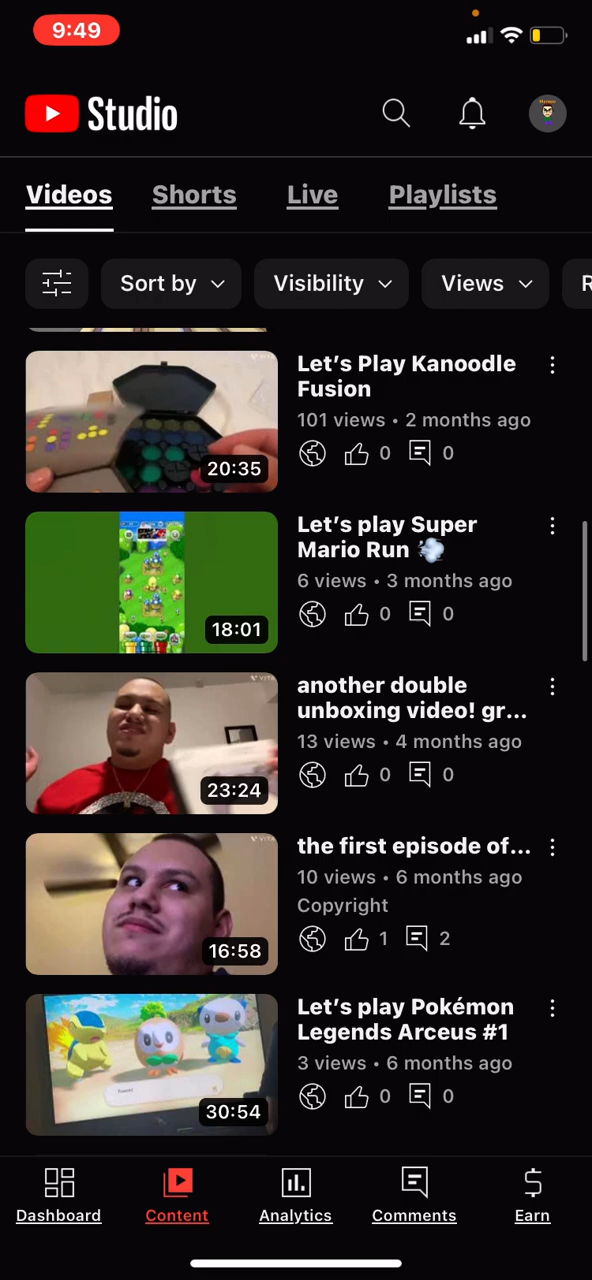 9:49
Studio
Videos Shorts Live Playlists
Sort by Visibility Views R
VITA
Let’s Play Kanoodle
Fusion
101 views • 2 months ago
0 0
20:35
Let’s play Super
Mario Run 💨
6 views • 3 months ago
0 0
18:01
VITA
another double
unboxing video! gr...
13 views • 4 months ago
0 0
23:24
VITA
the first episode of...
10 views • 6 months ago
Copyright
1 2
16:58
Let’s play Pokémon
Legends Arceus #1
3 views • 6 months ago
0 0
30:54
Dashboard Content Analytics Comments Earn